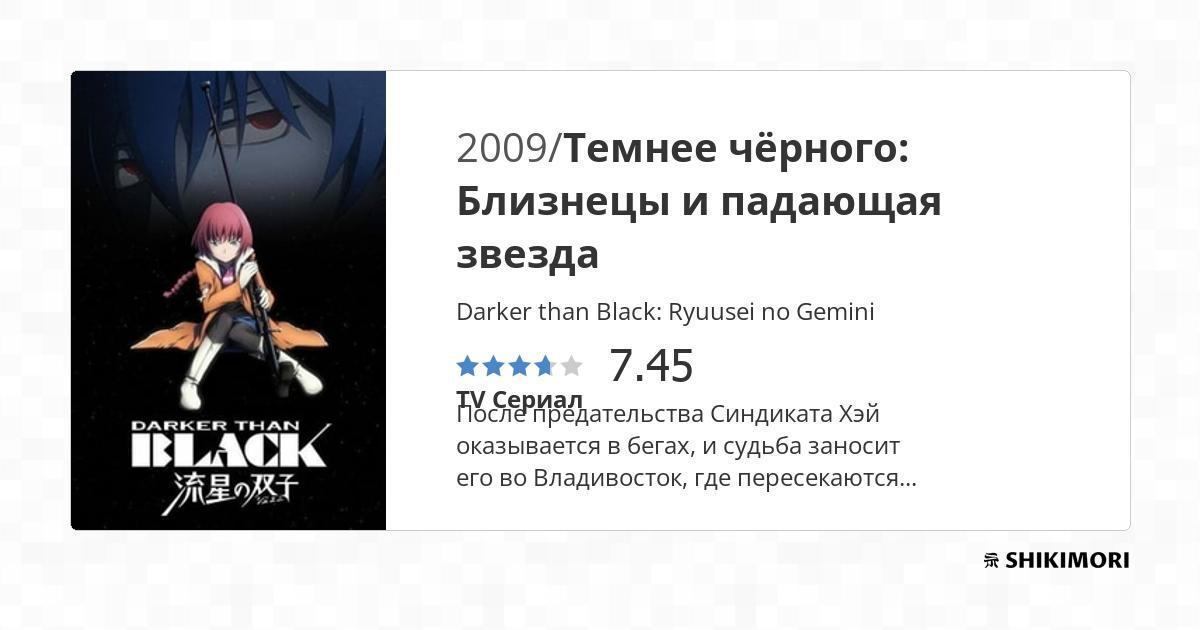 2009/Темнее чёрного:
Близнецы и падающая
звезда
Darker than Black: Ryuusei no Gemini
7.45
TV Сериал
После предательства Синдиката Хэй
оказывается в бегах, и судьба заносит
его во Владивосток, где пересекаются...
DARKER THAN
BLACK
流星の双子
SHIKIMORI